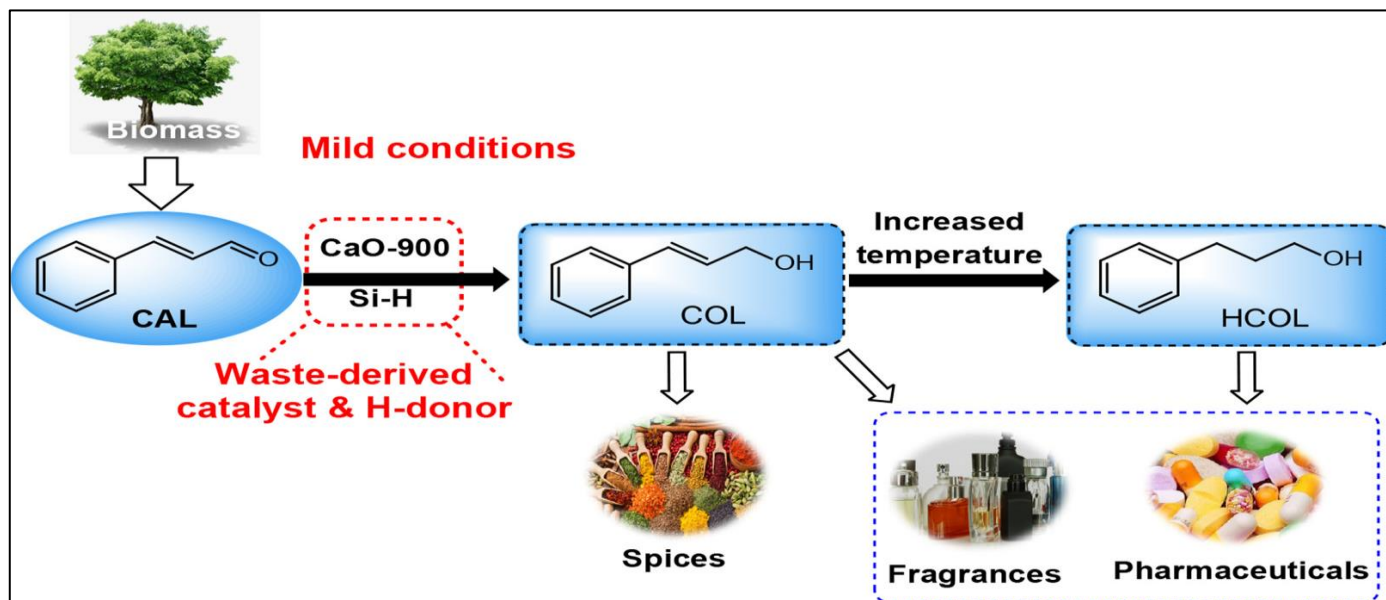 Biomass
Mild conditions
CaO-900
Si-H
Increased
temperature
O
CAL
OH
COL
OH
HCOL
Waste-derived
catalyst & H-donor
Spices
Fragrances
Pharmaceuticals